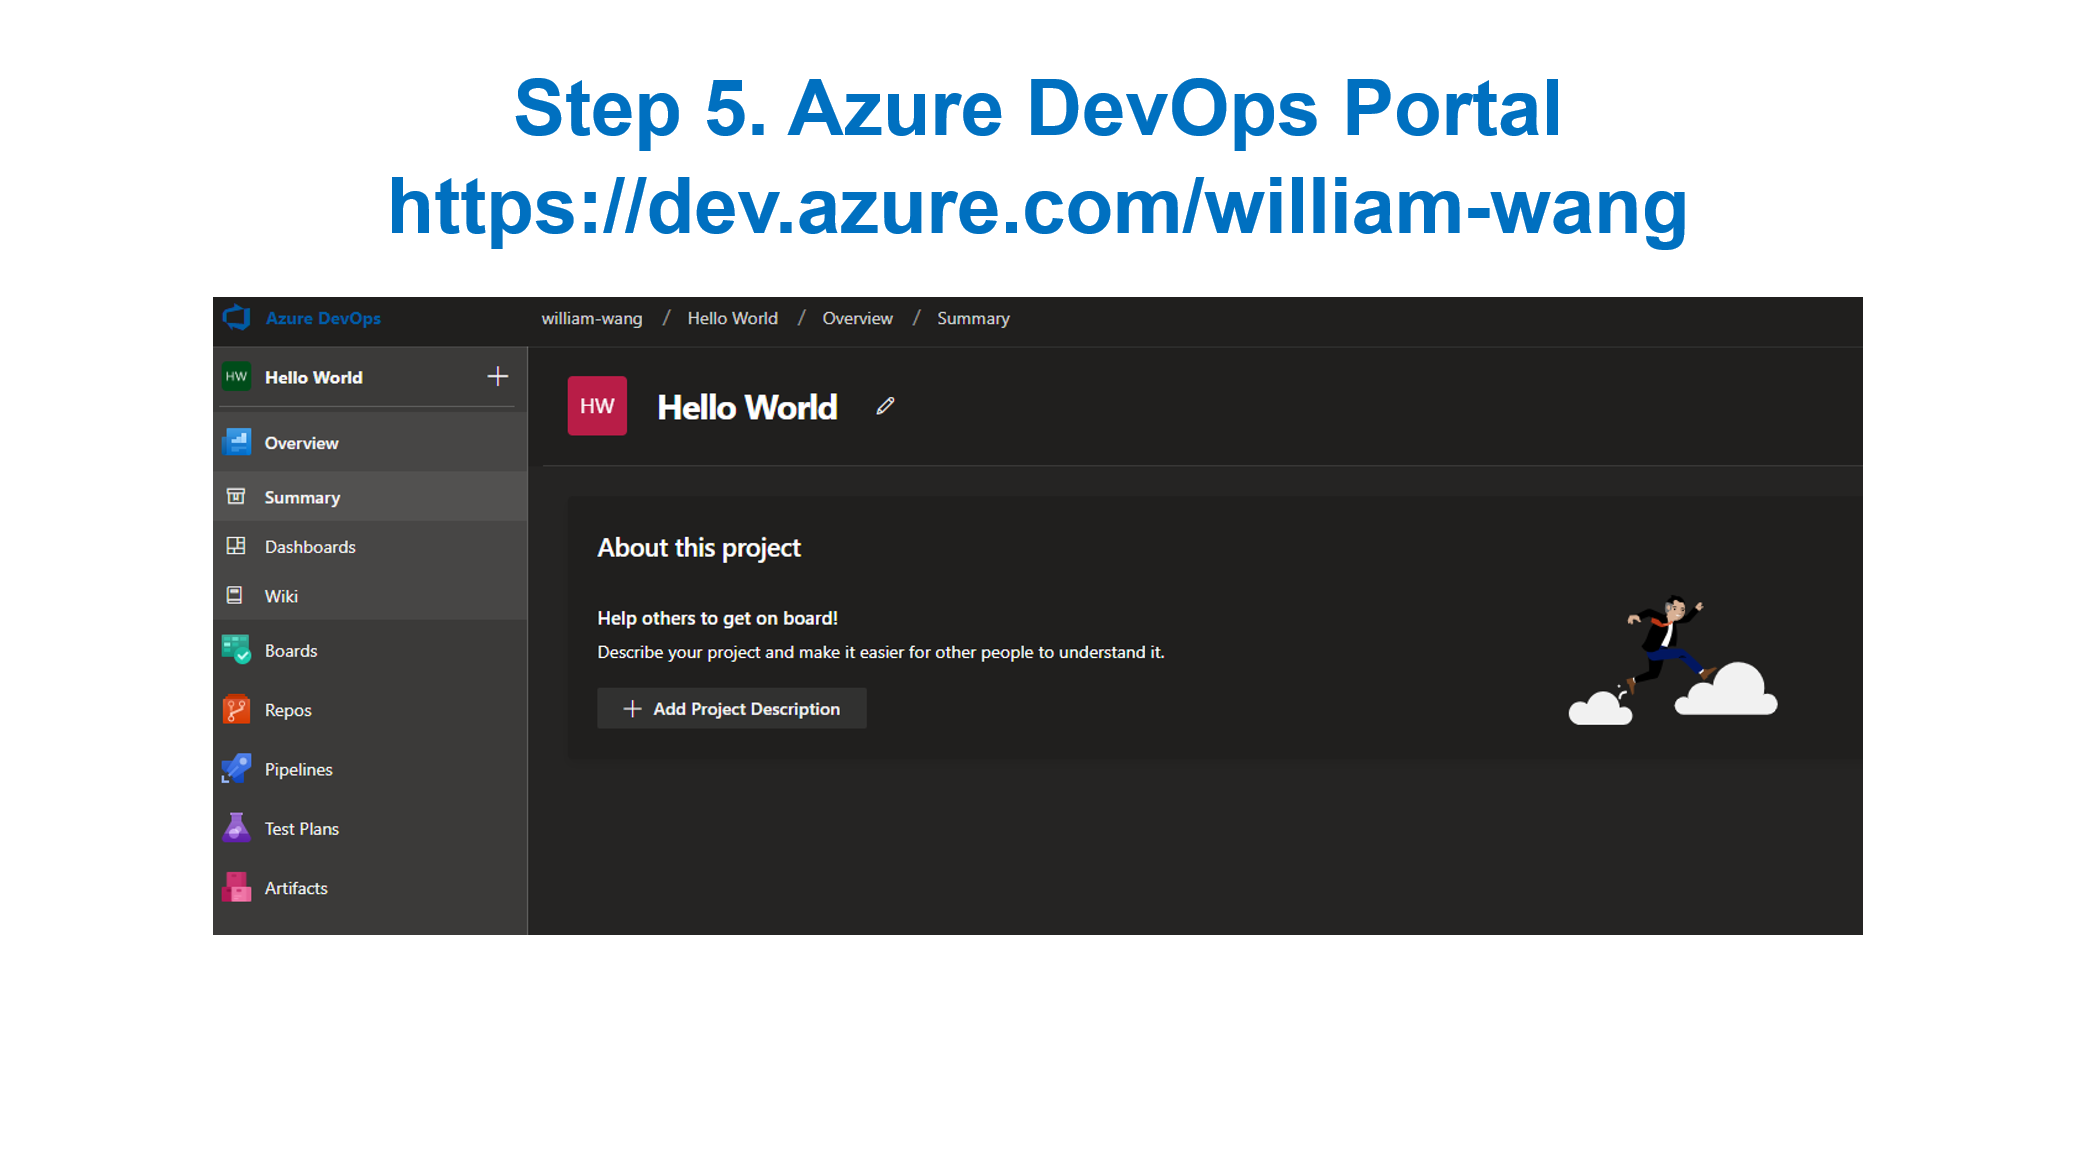 Step 5. Azure DevOps Portal
https://dev.azure.com/william-wang
Azure DevOps
william-wang / Hello World / Overview / Summary
HW Hello World
Overview
Summary
Dashboards
Wiki
Boards
Repos
Pipelines
Test Plans
Artifacts
HW Hello World
About this project
Help others to get on board!
Describe your project and make it easier for other people to understand it.
Add Project Description